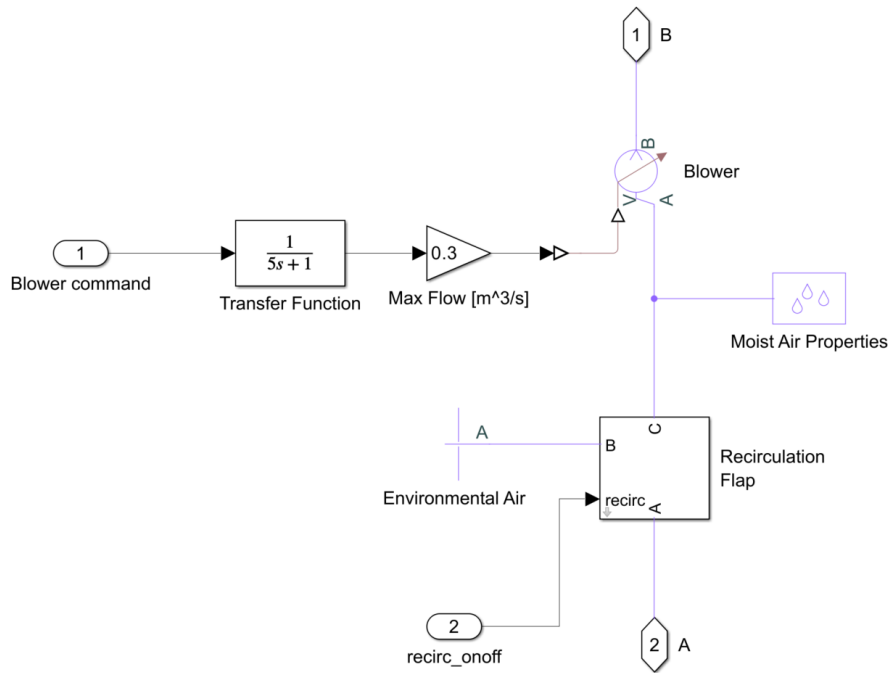 1 B
B
Blower
V A
1
Blower command
1
5s + 1
Transfer Function
0.3
Max Flow [m^3/s]
Moist Air Properties
A
Environmental Air
C
B
recirc
A
Recirculation
Flap
2
recirc_onoff
2 A